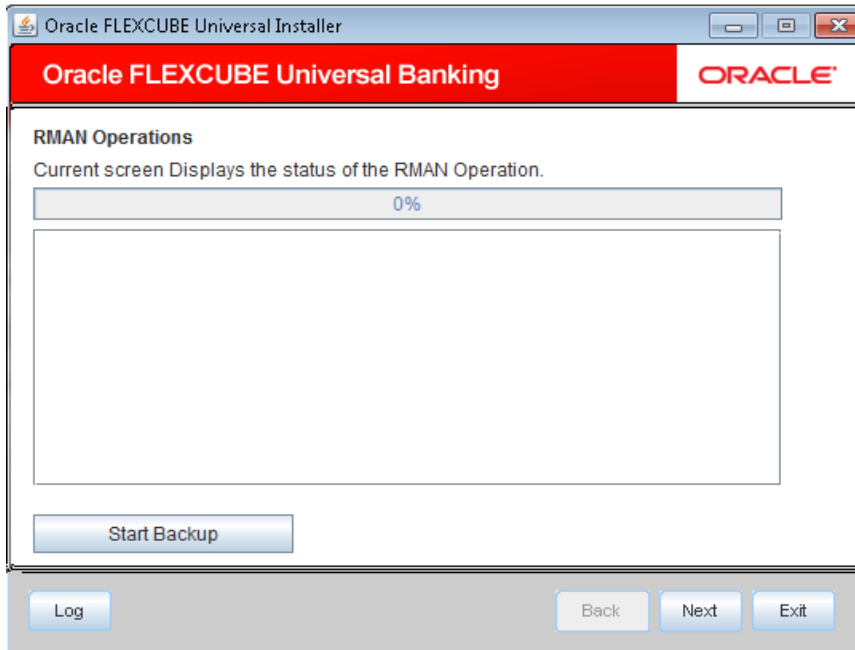 Oracle FLEXCUBE Universal Installer
Oracle FLEXCUBE Universal Banking
ORACLE
RMAN Operations
Current screen Displays the status of the RMAN Operation.
0%
Start Backup
Log
Back
Next
Exit